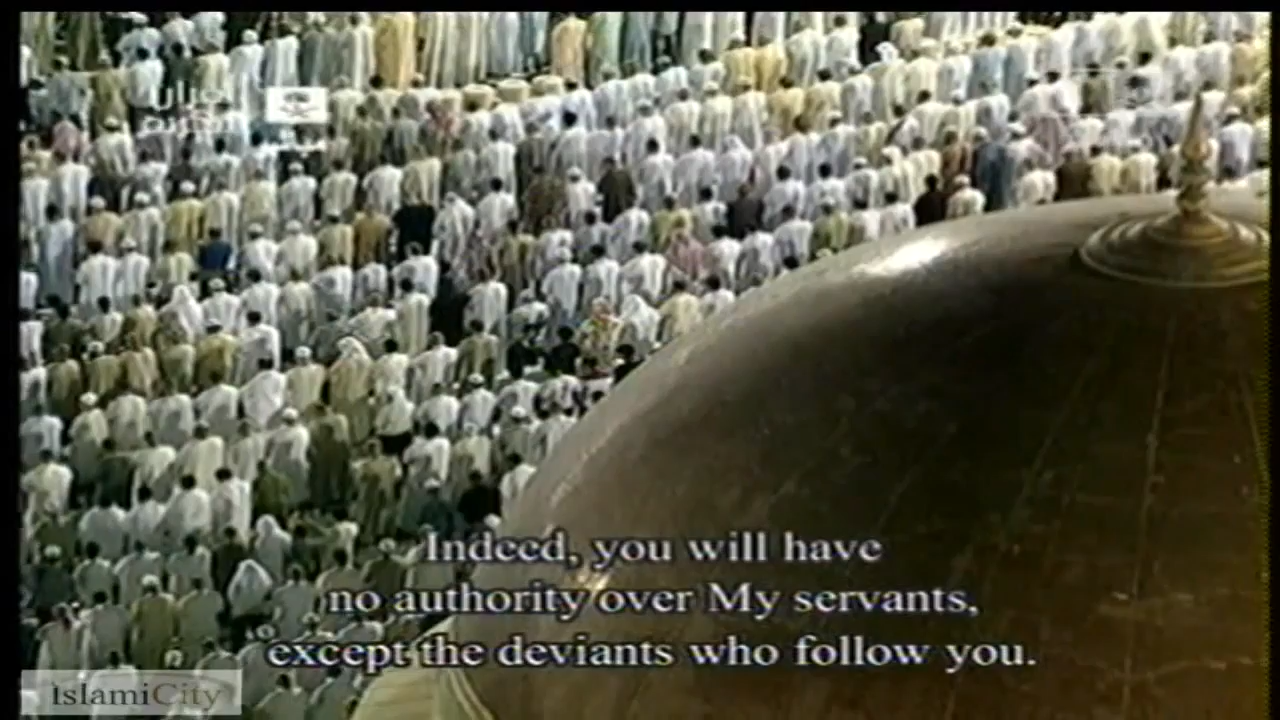 Indeed, you will have
no authority over My servants,
except the deviants who follow you.
IslamiCity